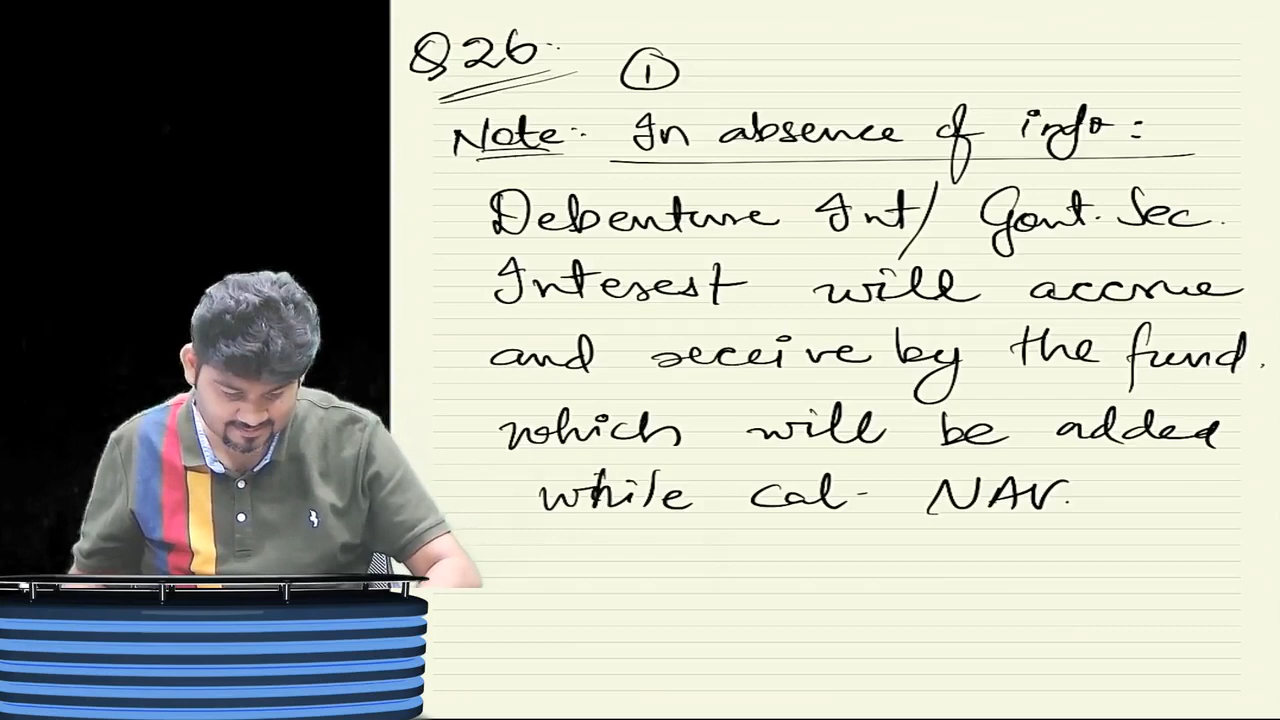 Q26:
①
Note: In absence of info:
Debenture Int/ Govt. Sec.
Interest will accrue
and receive by the fund.
which will be added
while cal- NAV.